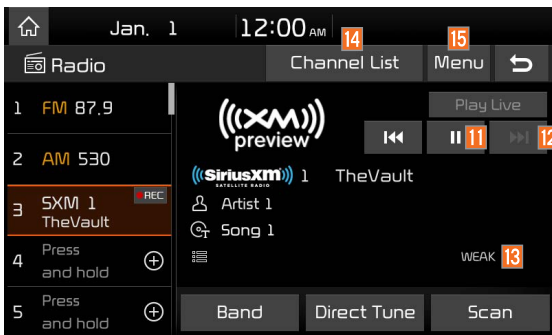 Jan. 1 12:00 AM
14 15
Radio Channel List Menu
1 FM 87.9
((XM)) preview
Play Live
11 12
2 AM 530
((SiriusXM)) 1 TheVault
SATELLITE RADIO
3 SXM 1 REC
TheVault
Artist 1
Song 1
4 Press
and hold
WEAK 13
5 Press
and hold
Band Direct Tune Scan